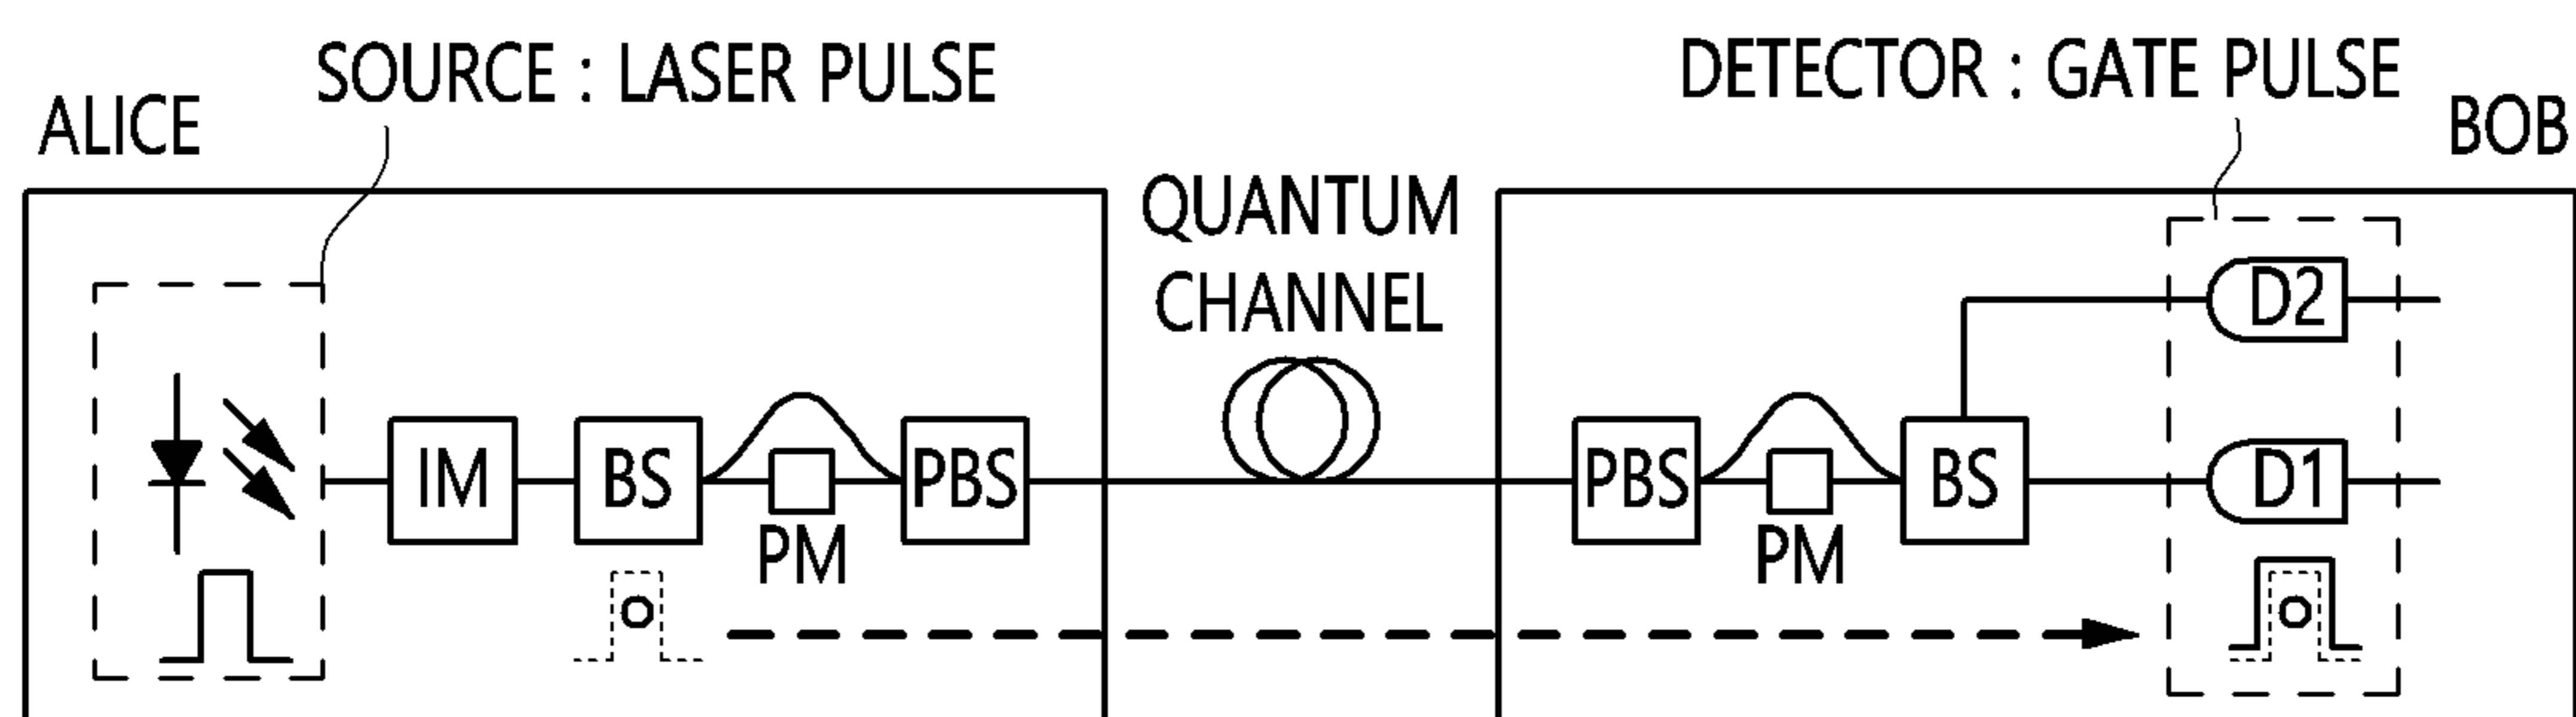 SOURCE : LASER PULSE
DETECTOR : GATE PULSE
ALICE
BOB
QUANTUM
CHANNEL
D2
IM
BS
PBS
PBS
BS
D1
PM
PM